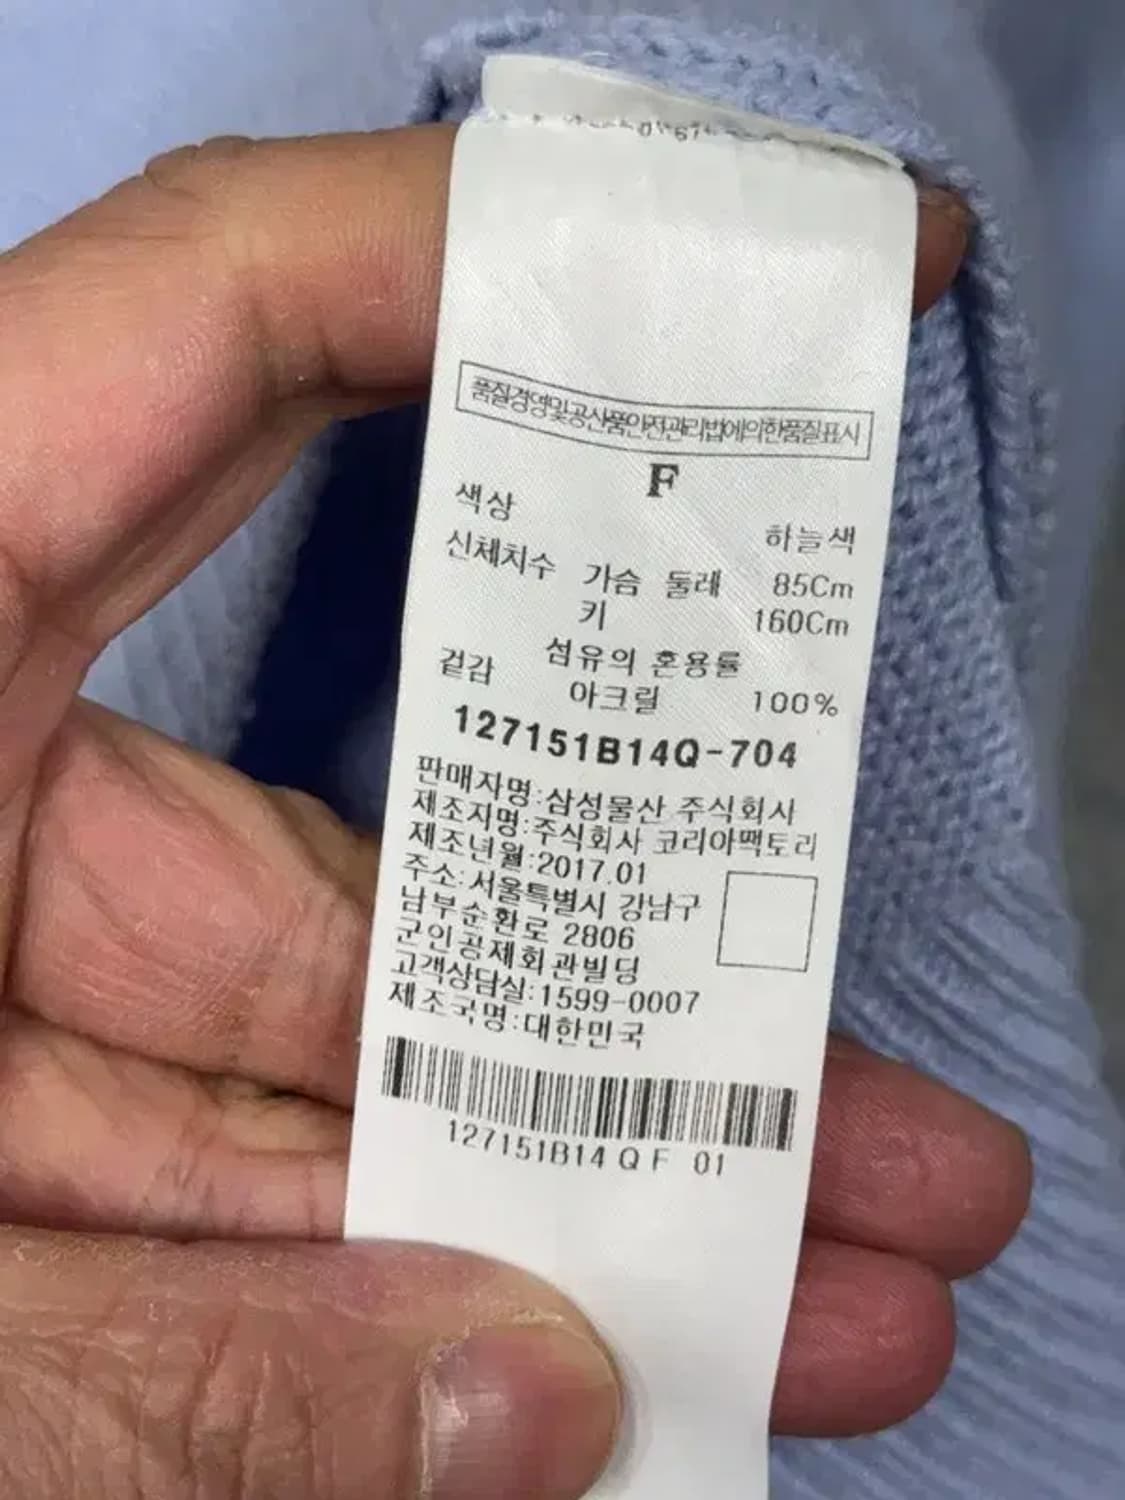 품질경영및공산품안전관리법에의한품질표시
F
색상 하늘색
신체치수 가슴 둘레 85Cm
키 160Cm
섬유의 혼용률
겉감 아크릴 100%
127151B14Q-704
판매자명:삼성물산 주식회사
제조자명:주식회사 코리아팩토리
제조년월:2017.01
주소:서울특별시 강남구
남부순환로 2806
군인공제회관빌딩
고객상담실:1599-0007
제조국명:대한민국
127151B14 Q F 01